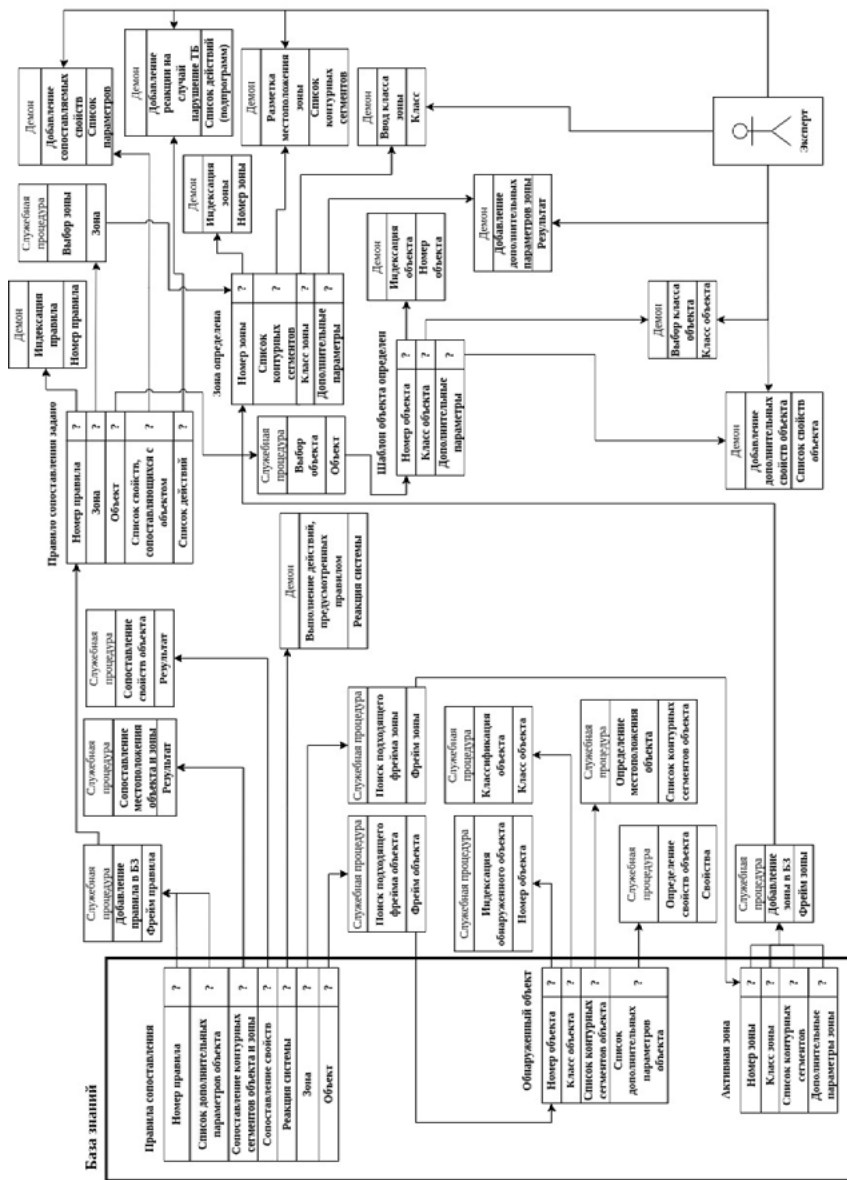 База знаний
Правила сопоставления
Номер правила
?
Список дополнительных
параметров объекта
?
Сопоставление контурных
сегментов объекта и зоны
?
Сопоставление свойств
?
Реакция системы
?
Зона
?
Объект
?
Обнаруженный объект
Номер объекта
?
Класс объекта
?
Список контурных
сегментов объекта
?
Список
дополнительных
параметров
объекта
?
Активная зона
Номер зоны
?
Класс зоны
?
Список контурных
сегментов
?
Дополнительные
параметры зоны
?
Служебная
процедура
Добавление
правила в БЗ
Фрейм правила
Служебная
процедура
Сопоставление
местоположения
объекта и зоны
Результат
Служебная
процедура
Сопоставление
свойств объекта
Результат
Демон
Выполнение действий,
предусмотренных
правилом
Реакция системы
Служебная процедура
Поиск подходящего
фрейма объекта
Фрейм объекта
Служебная процедура
Поиск подходящего
фрейма зоны
Фрейм зоны
Служебная процедура
Индексация
обнаруженного объекта
Номер объекта
Служебная
процедура
Классификация
объекта
Класс объекта
Служебная
процедура
Определение
местоположения
объекта
Список контурных
сегментов объекта
Служебная
процедура
Определение
свойств объекта
Свойства
Служебная
процедура
Добавление
зоны в БЗ
Фрейм зоны
Правило сопоставлении задано
Номер правила
?
Зона
?
Объект
?
Список свойств,
сопоставляющихся с
объектом
?
Список действий
?
Демон
Индексация
правила
Номер правила
Служебная
процедура
Выбор зоны
Зона
Демон
Добавление
сопоставляемых
свойств
Список
параметров
Демон
Добавление
реакции на
случай
нарушение ТБ
Список действий
(подпрограмм)
Зона определена
Номер зоны
?
Список
контурных
сегментов
?
Класс зоны
?
Дополнительные
параметры
?
Демон
Индексация
зоны
Номер зоны
Демон
Разметка
местоположения
зоны
Список
контурных
сегментов
Демон
Ввод класса
зоны
Класс
Служебная
процедура
Выбор
объекта
Объект
Шаблон объекта определен
Номер объекта
?
Класс объекта
?
Дополнительные
параметры
?
Демон
Индексация
объекта
Номер
объекта
Демон
Добавление
дополнительных
параметров зоны
Результат
Демон
Выбор класса
объекта
Класс объекта
Демон
Добавление
дополнительных
свойств объекта
Список свойств
объекта
Эксперт